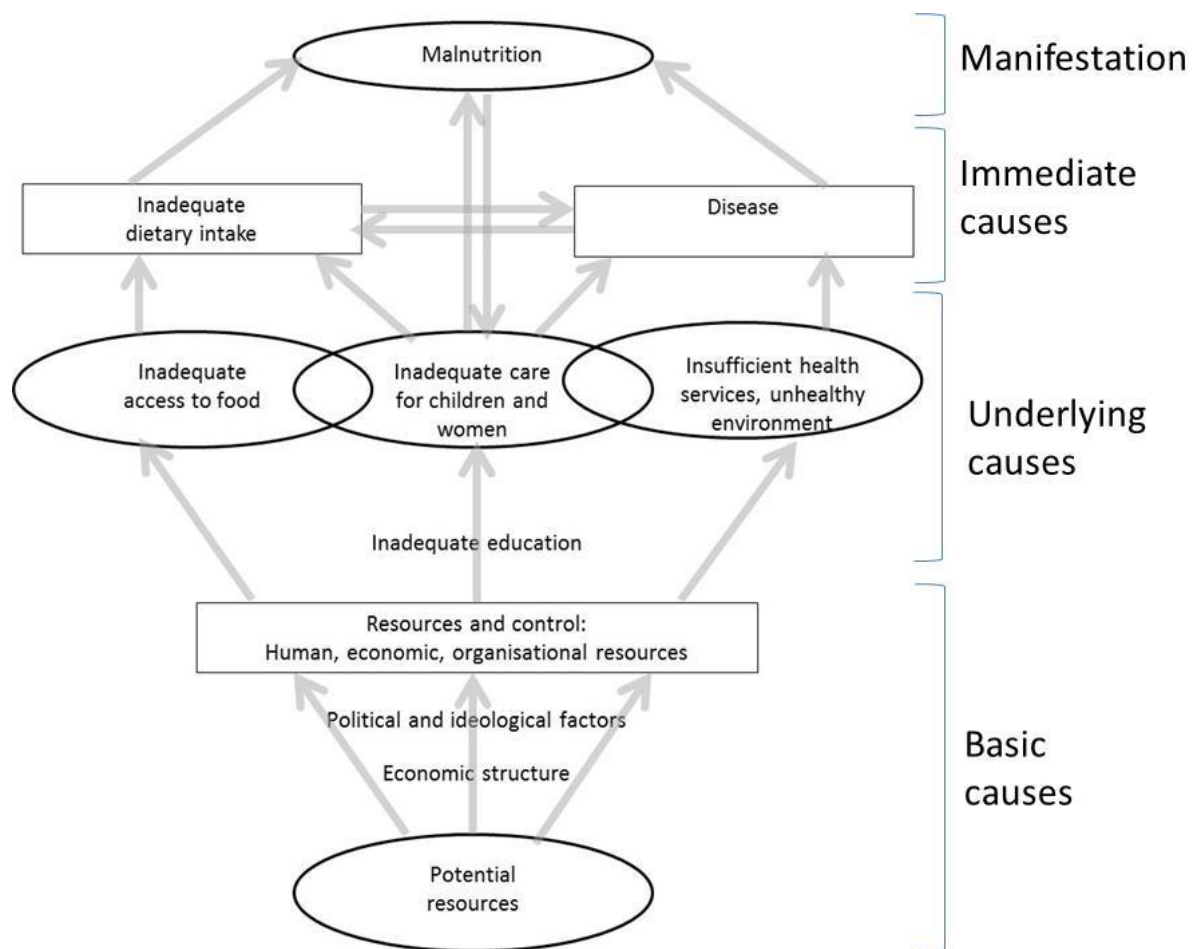 Malnutrition
Manifestation
Inadequate
dietary intake
Disease
Immediate
causes
Inadequate
access to food
Inadequate care
for children and
women
Insufficient health
services, unhealthy
environment
Underlying
causes
Inadequate education
Resources and control:
Human, economic, organisational resources
Political and ideological factors
Economic structure
Basic
causes
Potential
resources